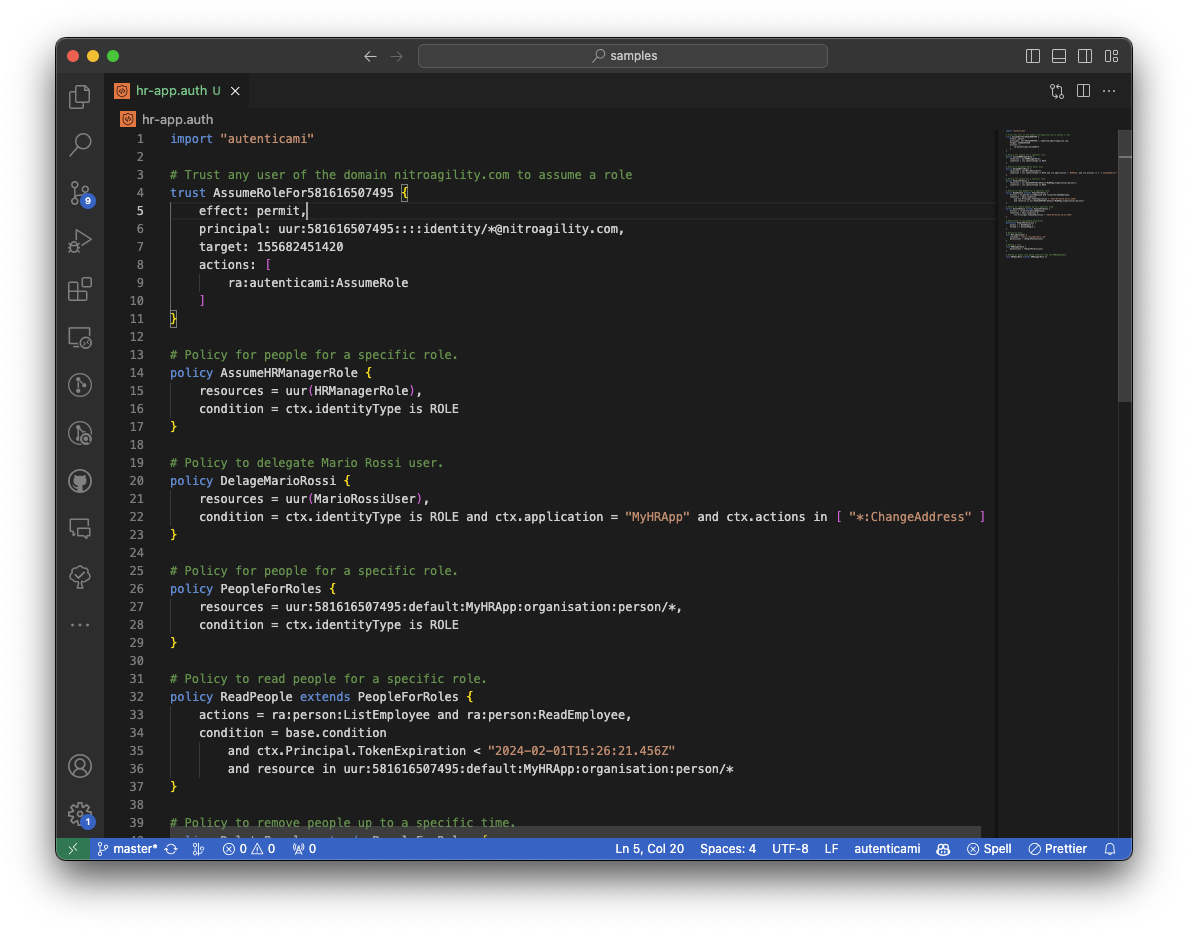 samples
hr-app.auth U
hr-app.auth
1 import "autenticami"
2
3 # Trust any user of the domain nitroagility.com to assume a role
4 trust AssumeRoleFor581616507495 {
5     effect: permit,
6     principal: uur:581616507495::::identity/*@nitroagility.com,
7     target: 155682451420
8     actions: [
9         ra:autenticami:AssumeRole
10     ]
11 }
12
13 # Policy for people for a specific role.
14 policy AssumeHRManagerRole {
15     resources = uur(HRManagerRole),
16     condition = ctx.identityType is ROLE
17 }
18
19 # Policy to delegate Mario Rossi user.
20 policy DelageMarioRossi {
21     resources = uur(MarioRossiUser),
22     condition = ctx.identityType is ROLE and ctx.application = "MyHRApp" and ctx.actions in [ "*:ChangeAddress" ]
23 }
24
25 # Policy for people for a specific role.
26 policy PeopleForRoles {
27     resources = uur:581616507495:default:MyHRApp:organisation:person/*,
28     condition = ctx.identityType is ROLE
29 }
30
31 # Policy to read people for a specific role.
32 policy ReadPeople extends PeopleForRoles {
33     actions = ra:person:ListEmployee and ra:person:ReadEmployee,
34     condition = base.condition
35         and ctx.Principal.TokenExpiration < "2024-02-01T15:26:21.456Z"
36         and resource in uur:581616507495:default:MyHRApp:organisation:person/*
37 }
38
39 # Policy to remove people up to a specific time.
9
1
master* 0 0 0 Ln 5, Col 20 Spaces: 4 UTF-8 LF autenticami Spell Prettier